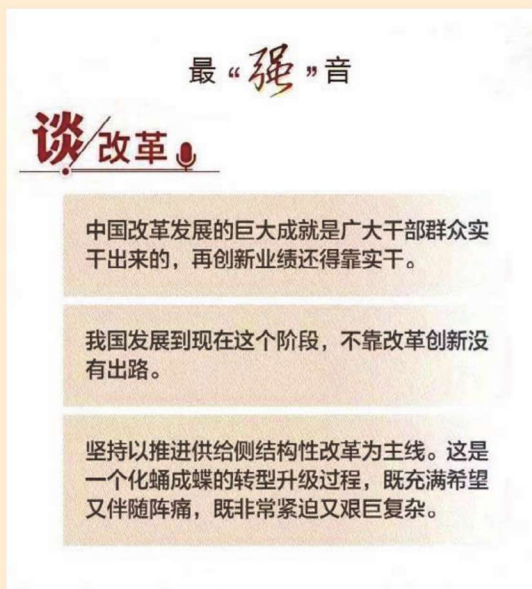 最“强”音
谈/改革
中国改革发展的巨大成就是广大干部群众实
干出来的，再创新业绩还得靠实干。
我国发展到现在这个阶段，不靠改革创新没
有出路。
坚持以推进供给侧结构性改革为主线。这是
一个化蛹成蝶的转型升级过程，既充满希望
又伴随阵痛，既非常紧迫又艰巨复杂。